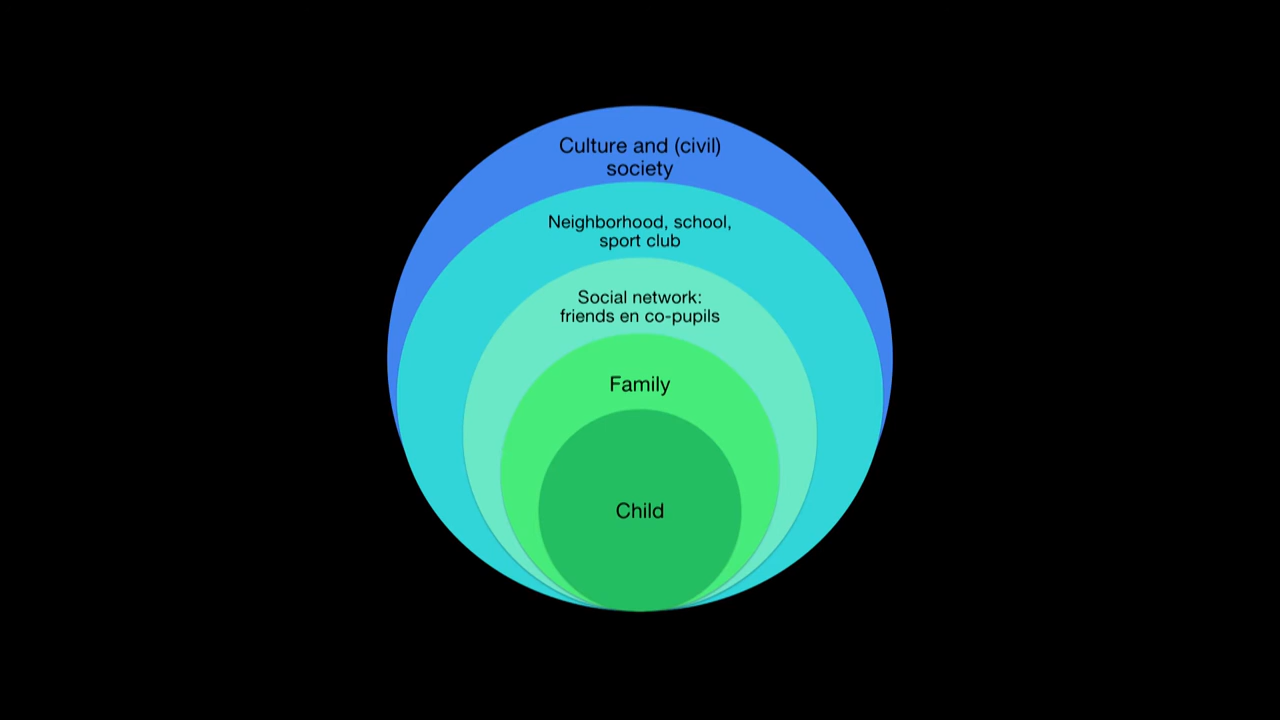 Culture and (civil)
society
Neighborhood, school,
sport club
Social network:
friends en co-pupils
Family
Child